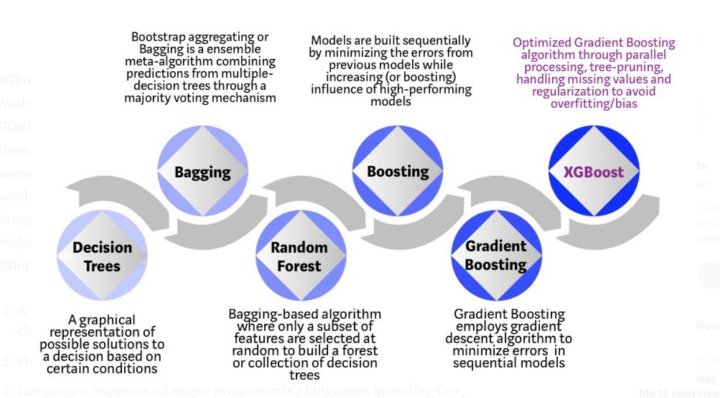 Bootstrap aggregating or
Bagging is a ensemble
meta-algorithm combining
predictions from multiple-
decision trees through a
majority voting mechanism
Models are built sequentially
by minimizing the errors from
previous models while
increasing (or boosting)
influence of high-performing
models
Optimized Gradient Boosting
algorithm through parallel
processing, tree-pruning,
handling missing values and
regularization to avoid
overfitting/bias
Bagging
Boosting
XGBoost
Decision
Trees
Random
Forest
Gradient
Boosting
A graphical
representation of
possible solutions to
a decision based on
certain conditions
Bagging-based algorithm
where only a subset of
features are selected at
random to build a forest
or collection of decision
trees
Gradient Boosting
employs gradient
descent algorithm to
minimize errors in
sequential models
3. Languages: Supports all major programming languages including C++,